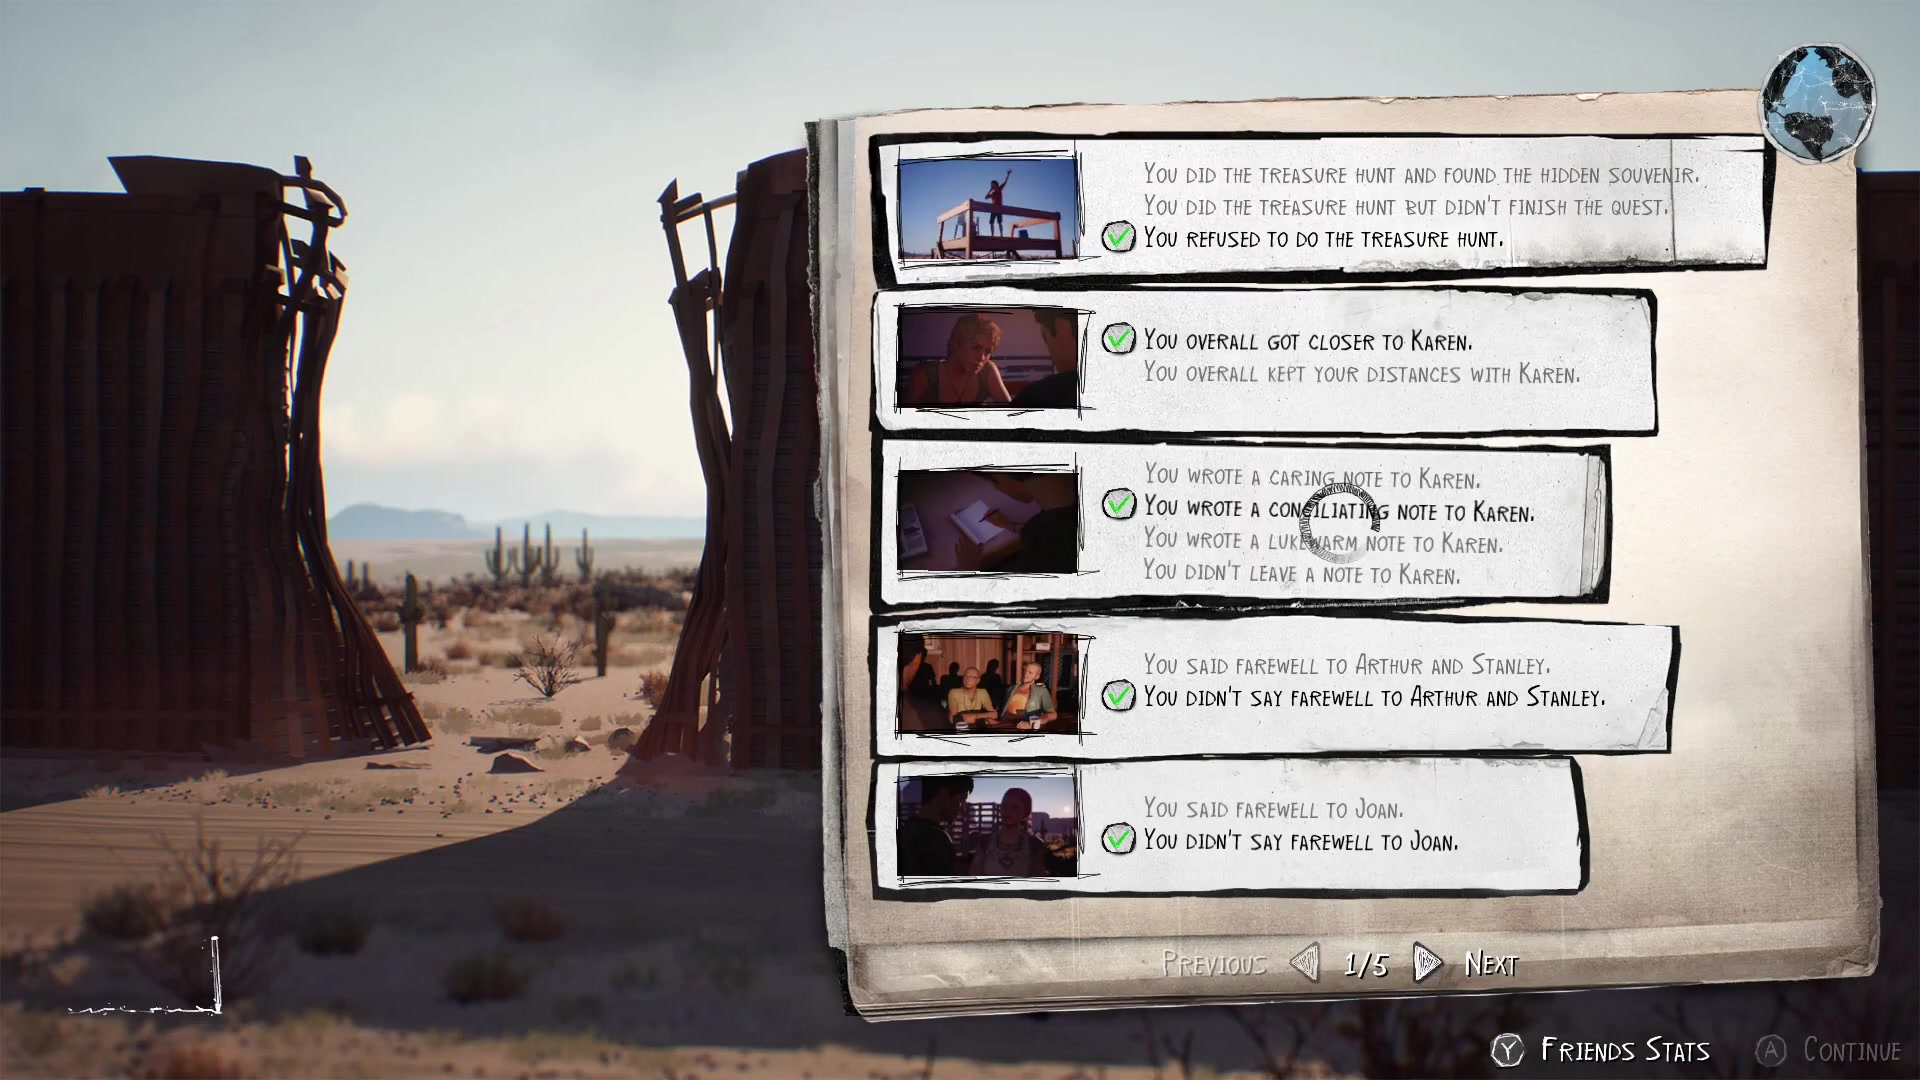 You did the treasure hunt and found the hidden souvenir.
You did the treasure hunt but didn't finish the quest.
You refused to do the treasure hunt.
You overall got closer to Karen.
You overall kept your distances with Karen.
You wrote a caring note to Karen.
You wrote a conciliating note to Karen.
You wrote a lukewarm note to Karen.
You didn't leave a note to Karen.
You said farewell to Arthur and Stanley.
You didn't say farewell to Arthur and Stanley.
You said farewell to Joan.
You didn't say farewell to Joan.
Previous 1/5 Next
Y Friends Stats A Continue